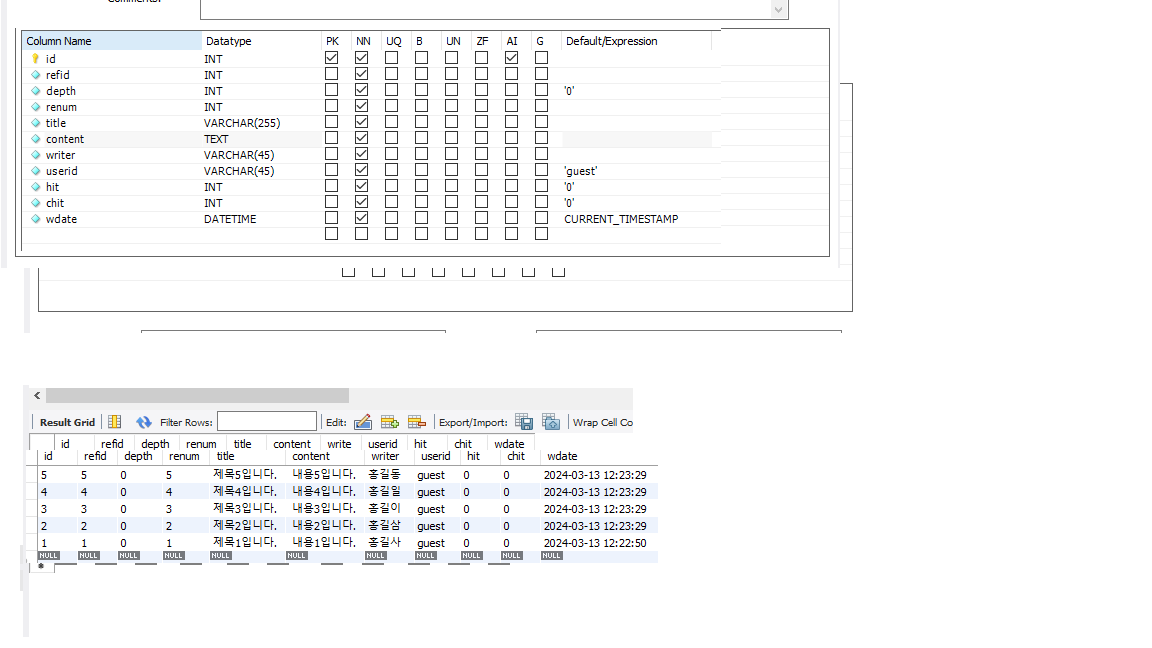 Comments:
Column Name Datatype PK NN UQ B UN ZF AI G Default/Expression
id INT
refid INT
depth INT '0'
renum INT
title VARCHAR(255)
content TEXT
writer VARCHAR(45)
userid VARCHAR(45) 'guest'
hit INT '0'
chit INT '0'
wdate DATETIME CURRENT_TIMESTAMP
Result Grid Filter Rows: Edit: Export/Import: Wrap Cell Co
id refid depth renum title content write userid hit chit wdate
id refid depth renum title content writer userid hit chit wdate
5 5 0 5 제목5입니다. 내용5입니다. 홍길동 guest 0 0 2024-03-13 12:23:29
4 4 0 4 제목4입니다. 내용4입니다. 홍길일 guest 0 0 2024-03-13 12:23:29
3 3 0 3 제목3입니다. 내용3입니다. 홍길이 guest 0 0 2024-03-13 12:23:29
2 2 0 2 제목2입니다. 내용2입니다. 홍길삼 guest 0 0 2024-03-13 12:23:29
1 1 0 1 제목1입니다. 내용1입니다. 홍길사 guest 0 0 2024-03-13 12:22:50
NULL NULL NULL NULL NULL NULL NULL NULL NULL NULL NULL